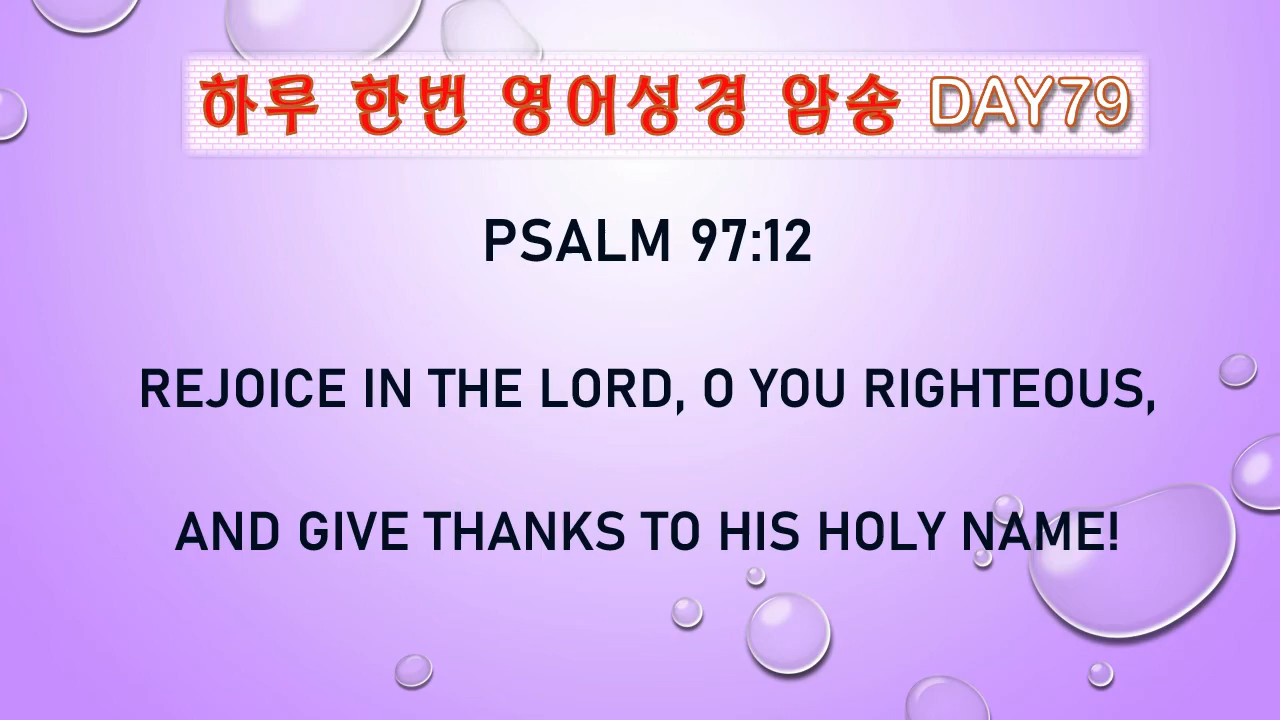 하루 한번 영어성경 암송 DAY79
PSALM 97:12
REJOICE IN THE LORD, O YOU RIGHTEOUS,
AND GIVE THANKS TO HIS HOLY NAME!